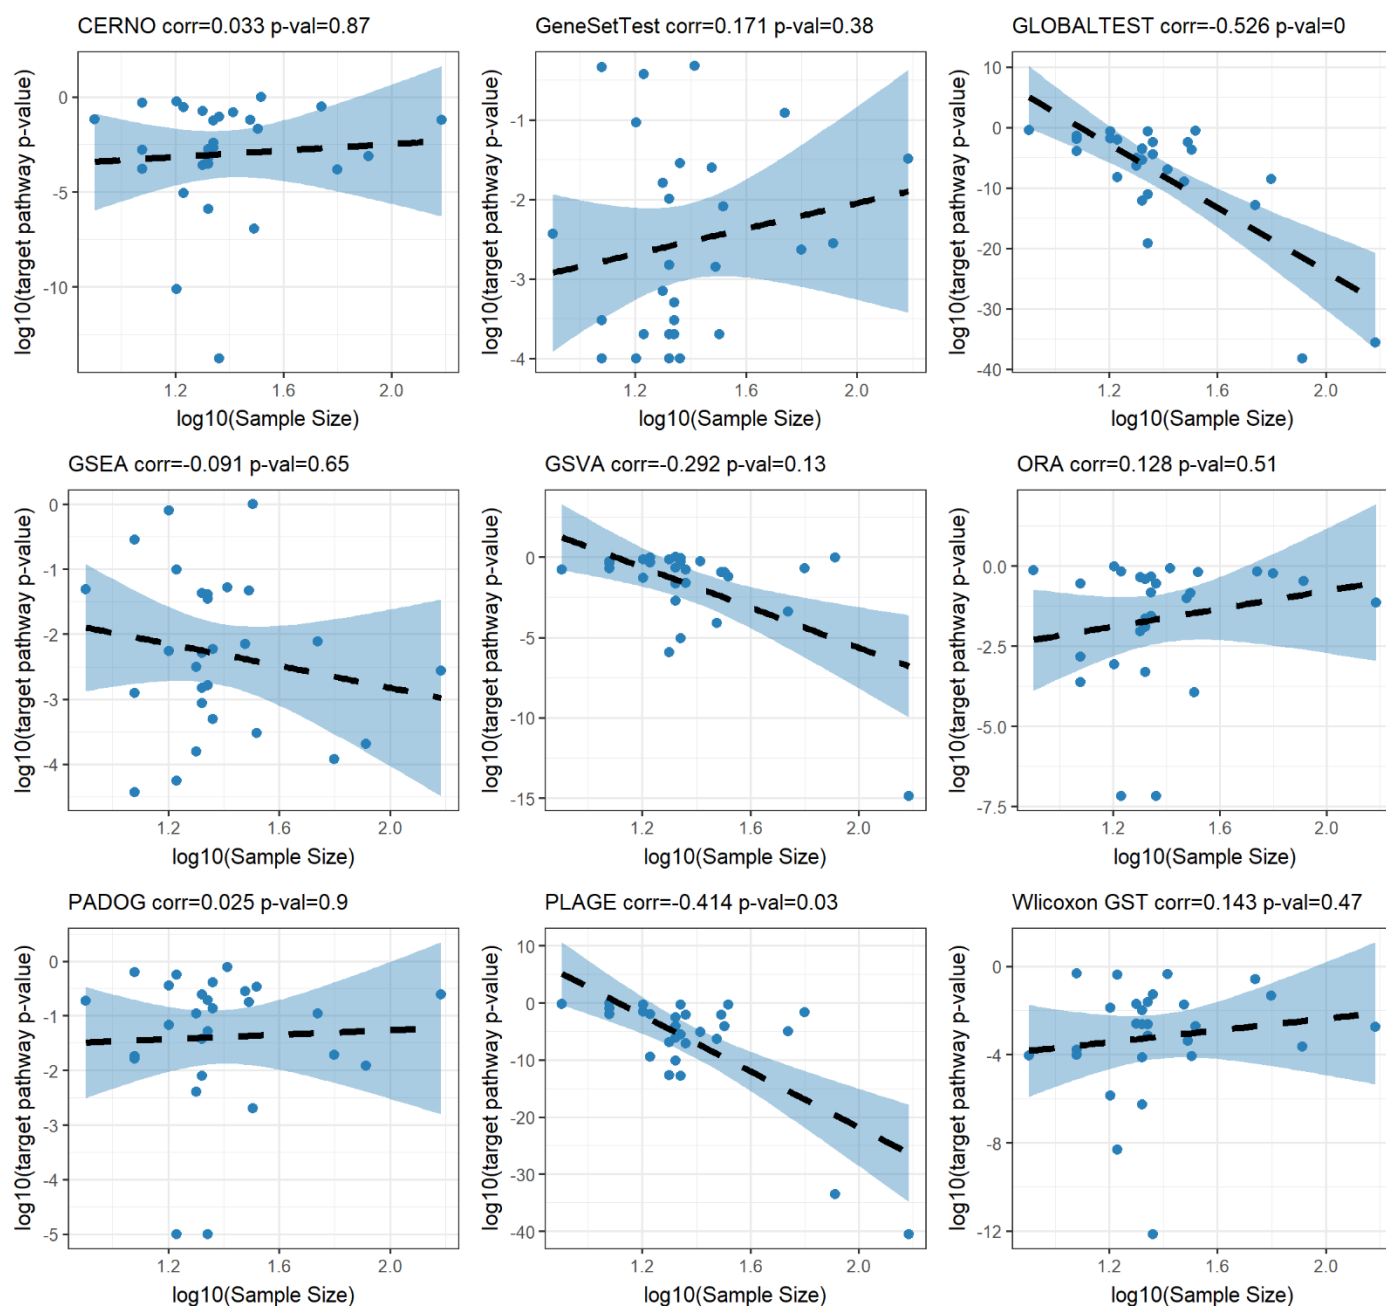 CERNO corr=0.033 p-val=0.87
log10(target pathway p-value)
0
-5
-10
1.2
1.6
2.0
log10(Sample Size)
GeneSetTest corr=0.171 p-val=0.38
log10(target pathway p-value)
-1
-2
-3
-4
1.2
1.6
2.0
log10(Sample Size)
GLOBALTEST corr=-0.526 p-val=0
log10(target pathway p-value)
10
0
-10
-20
-30
-40
1.2
1.6
2.0
log10(Sample Size)
GSEA corr=-0.091 p-val=0.65
log10(target pathway p-value)
0
-1
-2
-3
-4
1.2
1.6
2.0
log10(Sample Size)
GSVA corr=-0.292 p-val=0.13
log10(target pathway p-value)
0
-5
-10
-15
1.2
1.6
2.0
log10(Sample Size)
ORA corr=0.128 p-val=0.51
log10(target pathway p-value)
0.0
-2.5
-5.0
-7.5
1.2
1.6
2.0
log10(Sample Size)
PADOG corr=0.025 p-val=0.9
log10(target pathway p-value)
0
-1
-2
-3
-4
-5
1.2
1.6
2.0
log10(Sample Size)
PLAGE corr=-0.414 p-val=0.03
log10(target pathway p-value)
10
0
-10
-20
-30
-40
1.2
1.6
2.0
log10(Sample Size)
Wlicoxon GST corr=0.143 p-val=0.47
log10(target pathway p-value)
0
-4
-8
-12
1.2
1.6
2.0
log10(Sample Size)